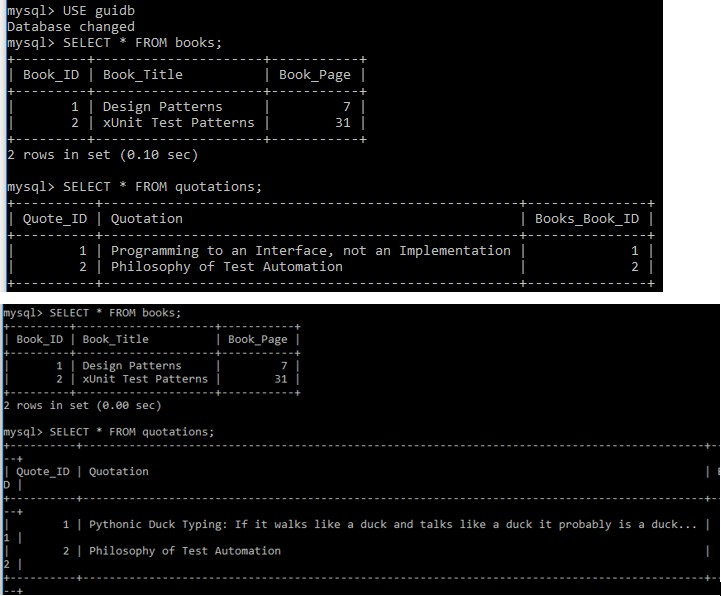 mysql> USE guidb
Database changed
mysql> SELECT * FROM books;
+---------+--------------------+-----------+
| Book_ID | Book_Title | Book_Page |
+---------+--------------------+-----------+
| 1 | Design Patterns | 7 |
| 2 | xUnit Test Patterns | 31 |
+---------+--------------------+-----------+
2 rows in set (0.10 sec)
mysql> SELECT * FROM quotations;
+----------+--------------------------------------------------+---------------+
| Quote_ID | Quotation | Books_Book_ID |
+----------+--------------------------------------------------+---------------+
| 1 | Programming to an Interface, not an Implementation | 1 |
| 2 | Philosophy of Test Automation | 2 |
+----------+--------------------------------------------------+---------------+
mysql> SELECT * FROM books;
+---------+--------------------+-----------+
| Book_ID | Book_Title | Book_Page |
+---------+--------------------+-----------+
| 1 | Design Patterns | 7 |
| 2 | xUnit Test Patterns | 31 |
+---------+--------------------+-----------+
2 rows in set (0.00 sec)
mysql> SELECT * FROM quotations;
+----------+--------------------------------------------------------------------------------+-
--+
| Quote_ID | Quotation |
D |
+----------+--------------------------------------------------------------------------------+-
--+
| 1 | Pythonic Duck Typing: If it walks like a duck and talks like a duck it probably is a duck... |
1 |
| 2 | Philosophy of Test Automation |
2 |
+----------+--------------------------------------------------------------------------------+-
--+